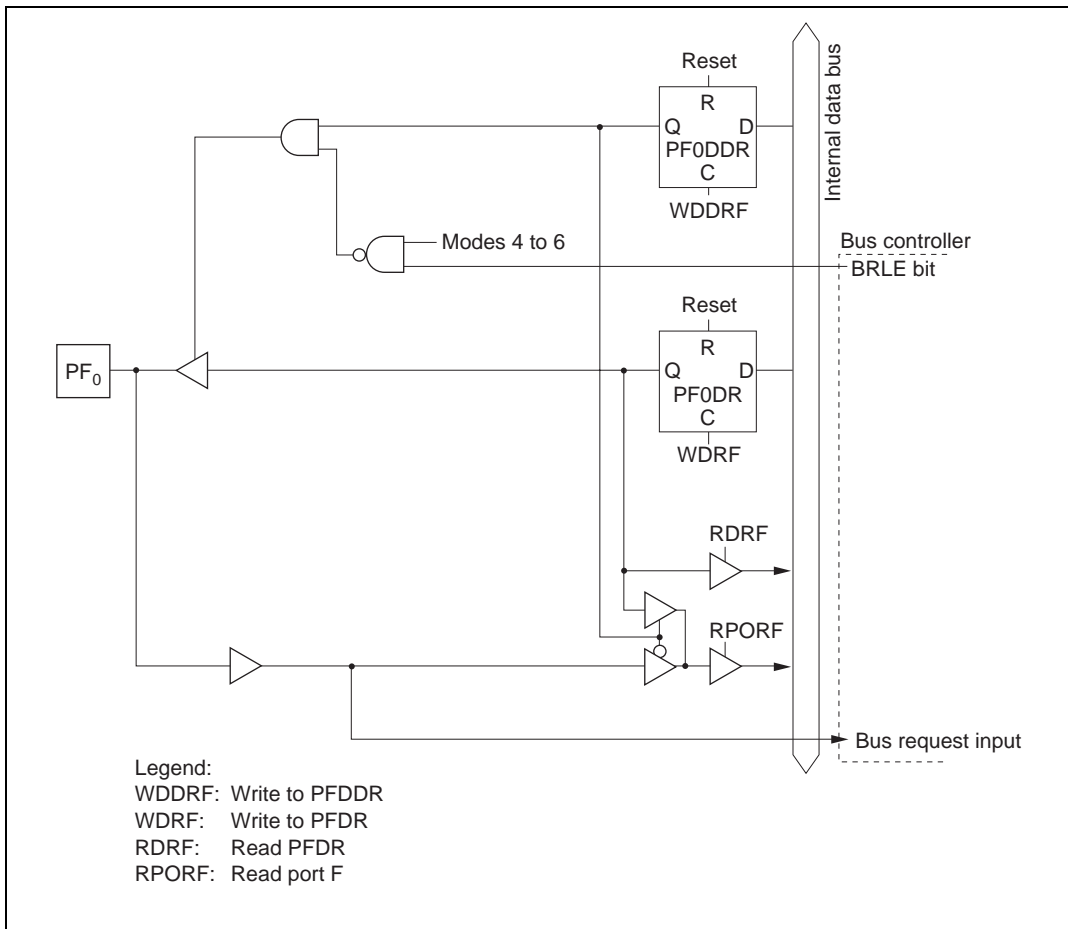 Reset
R
Q D
PF0DDR
C
WDDRF
Internal data bus
Modes 4 to 6
Bus controller
BRLE bit
Reset
R
PF0
Q D
PF0DR
C
WDRF
RDRF
RPORF
Bus request input
Legend:
WDDRF: Write to PFDDR
WDRF: Write to PFDR
RDRF: Read PFDR
RPORF: Read port F